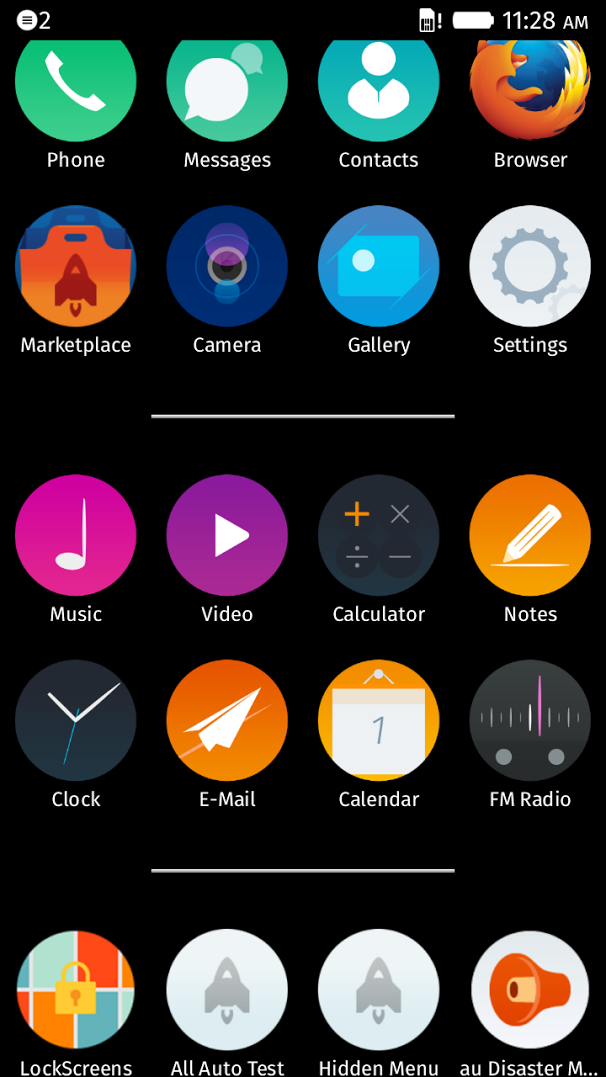 2 ! 11:28 AM
Phone Messages Contacts Browser
Marketplace Camera Gallery Settings
Music Video Calculator Notes
1
Clock E-Mail Calendar FM Radio
LockScreens All Auto Test Hidden Menu au Disaster M...